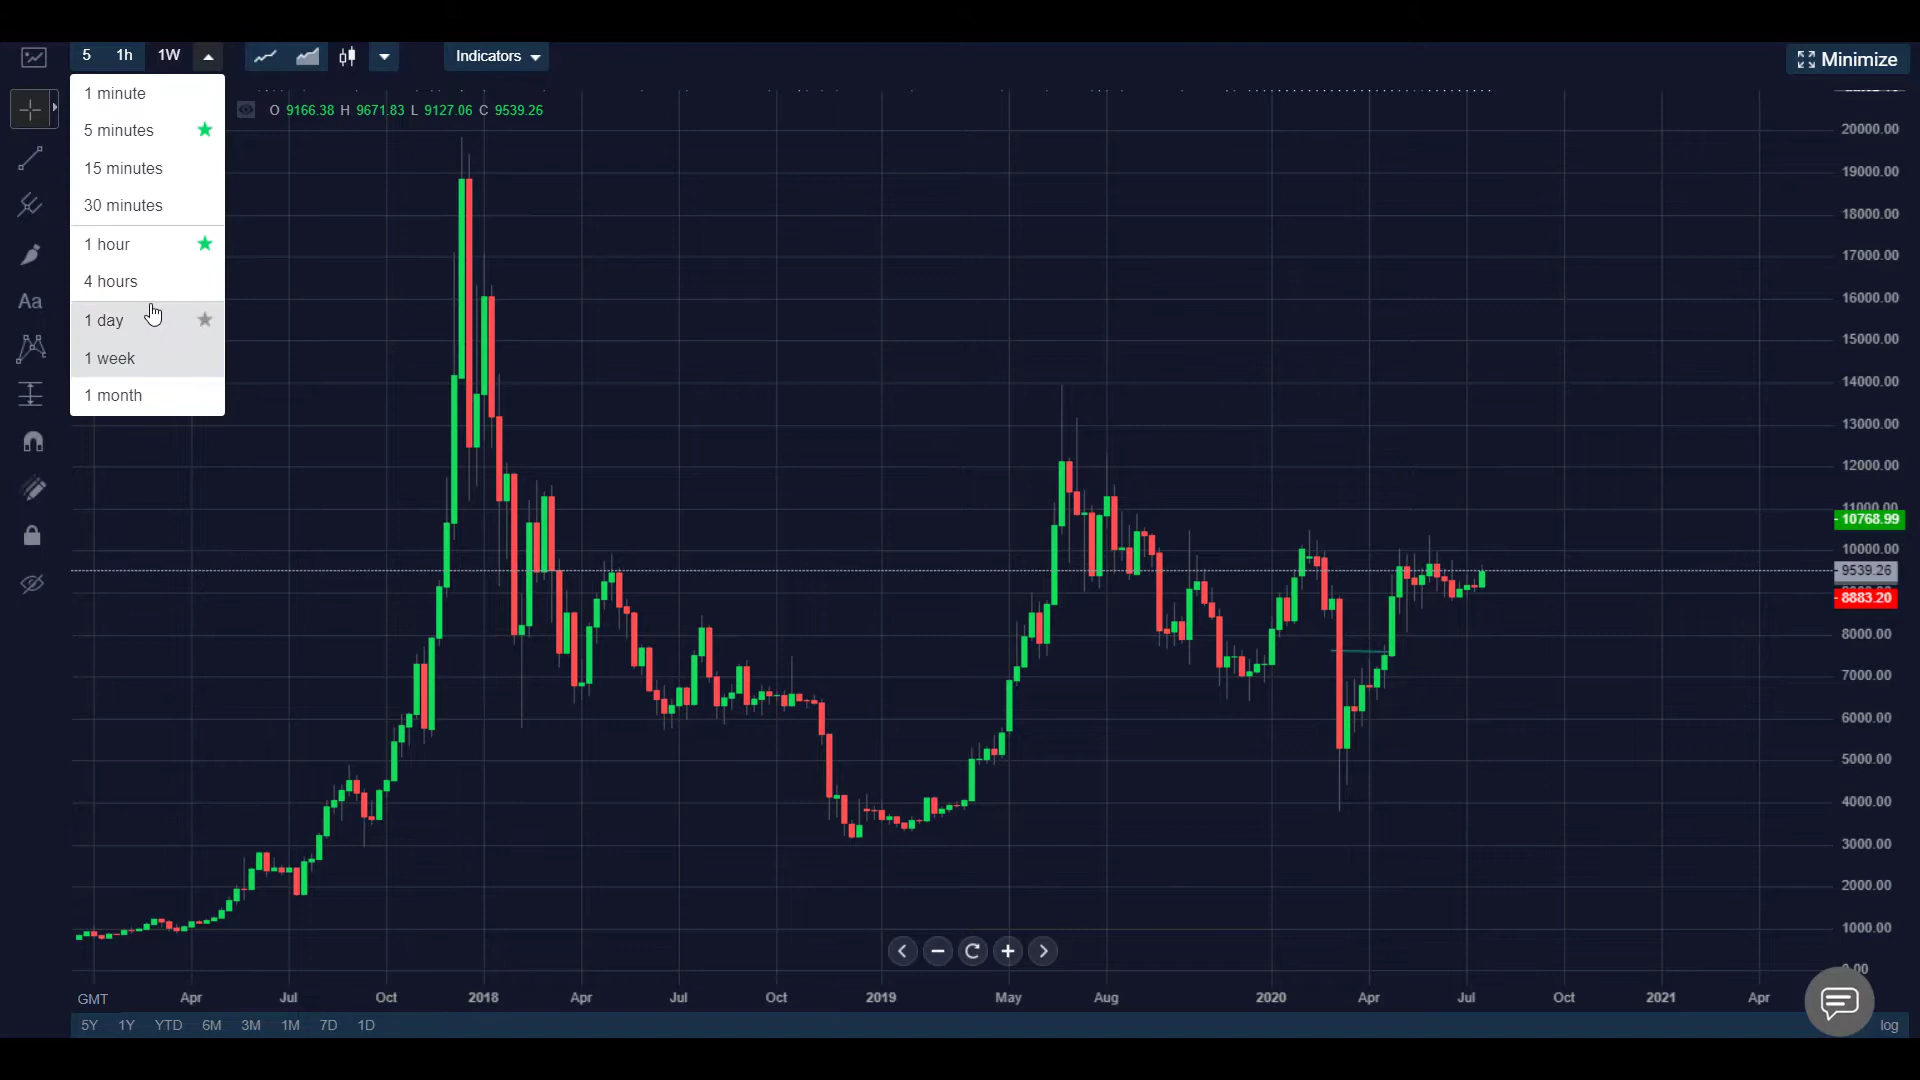 5 1h 1W
Indicators
Minimize
1 minute
5 minutes
15 minutes
30 minutes
1 hour
4 hours
1 day
1 week
1 month
O 9166.38 H 9671.83 L 9127.06 C 9539.26
20000.00
19000.00
18000.00
17000.00
16000.00
15000.00
14000.00
13000.00
12000.00
11000.00
10768.99
10000.00
9539.26
8883.20
8000.00
7000.00
6000.00
5000.00
4000.00
3000.00
2000.00
1000.00
Aa
GMT Apr Jul Oct 2018 Apr Jul Oct 2019 May Aug 2020 Apr Jul Oct 2021 Apr
5Y 1Y YTD 6M 3M 1M 7D 1D log